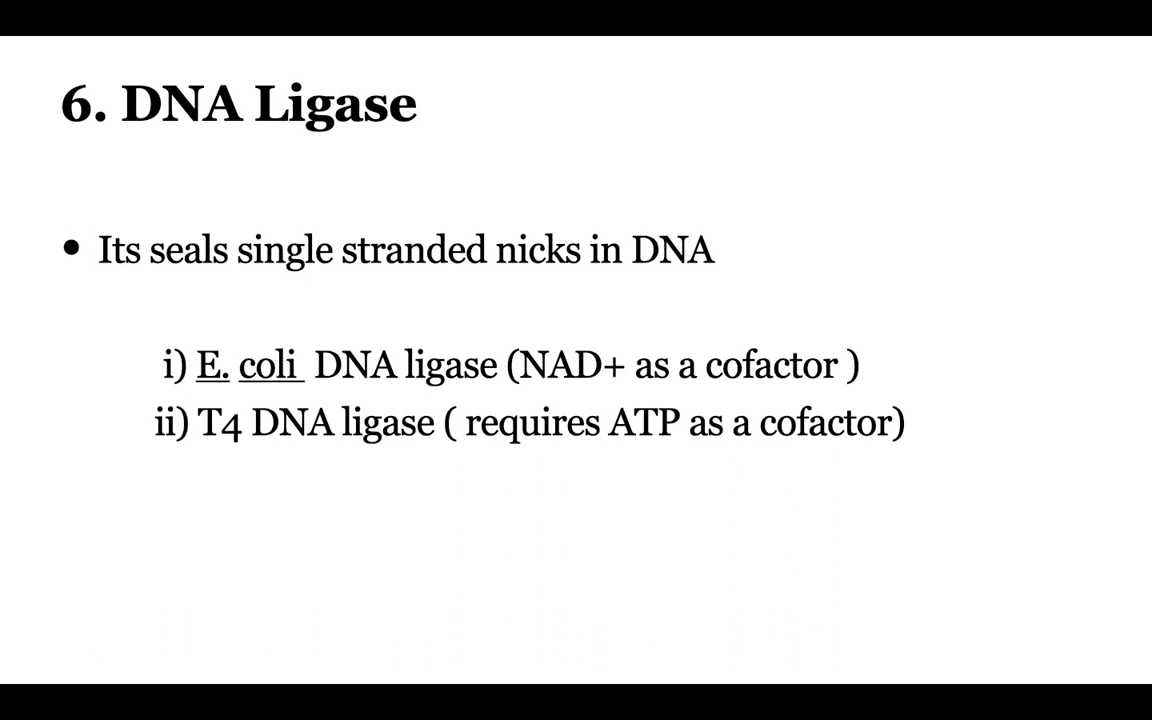 6. DNA Ligase
• Its seals single stranded nicks in DNA
i) E. coli DNA ligase (NAD+ as a cofactor )
ii) T4 DNA ligase ( requires ATP as a cofactor)